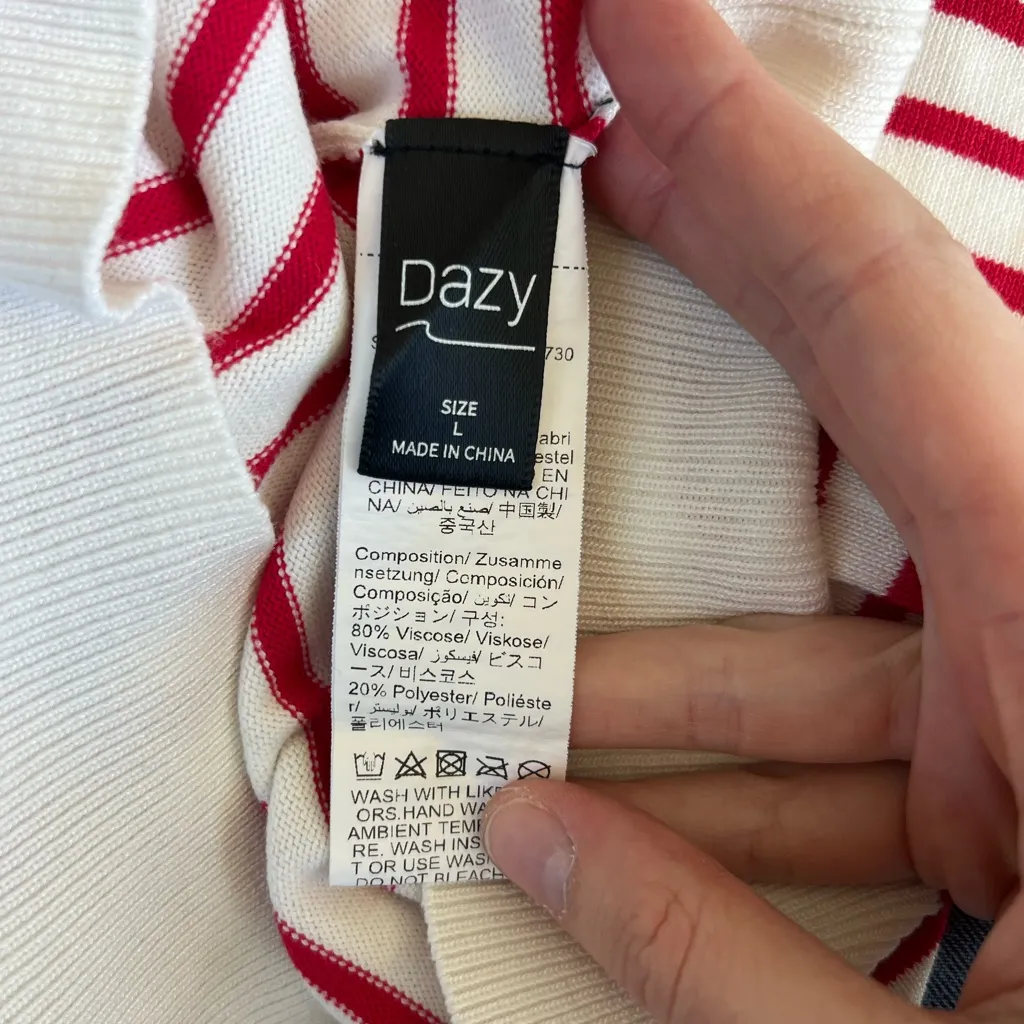 Dazy
SIZE
L
MADE IN CHINA
730
EN
CHINA/ FEITO NA CHI
NA/ صنع بالصين/ 中国製/
중국산
Composition/ Zusamme
nsetzung/ Composición/
Composição/ تكوين/ コン
ポジション/ 구성:
80% Viscose/ Viskose/
Viscosa/ فيسكوز/ ビスコ
ース/ 비스코스
20% Polyester/ Poliéste
r/ بوليستر/ ポリエステル/
폴리에스터
WASH WITH LIKE
ORS.HAND WA
AMBIENT TEMP
RE. WASH INS
T OR USE WAS
DO NOT BLEACH